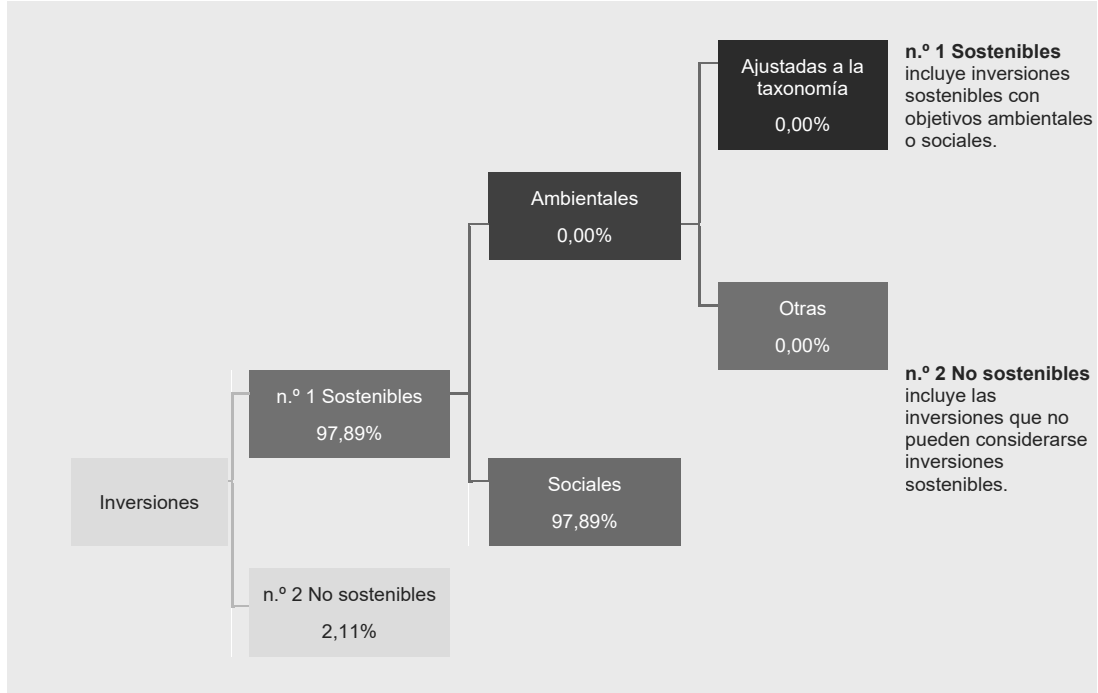 Ajustadas a la
taxonomía
0,00%
n.º 1 Sostenibles
incluye inversiones
sostenibles con
objetivos ambientales
o sociales.
Ambientales
0,00%
Otras
0,00%
n.º 2 No sostenibles
incluye las
inversiones que no
pueden considerarse
inversiones
sostenibles.
n.º 1 Sostenibles
97,89%
Sociales
97,89%
Inversiones
n.º 2 No sostenibles
2,11%